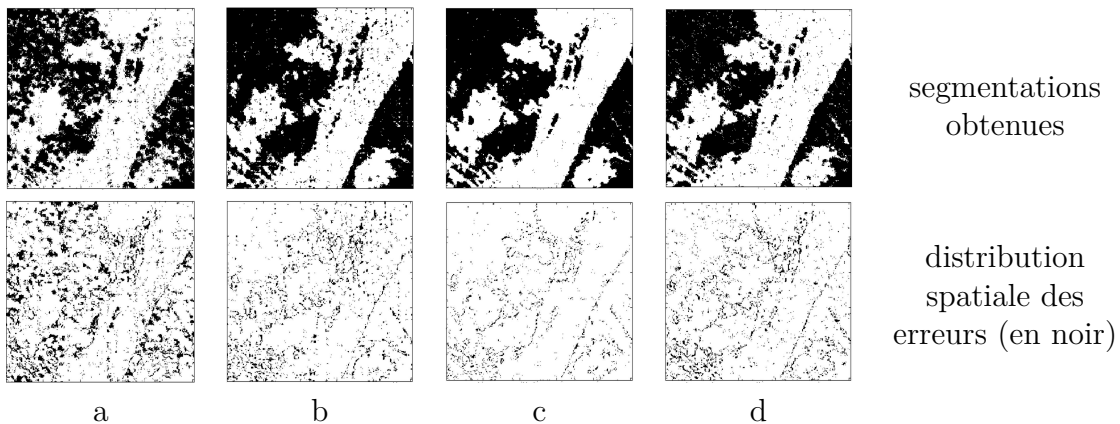 segmentations
obtenues
distribution
spatiale des
erreurs (en noir)
a b c d